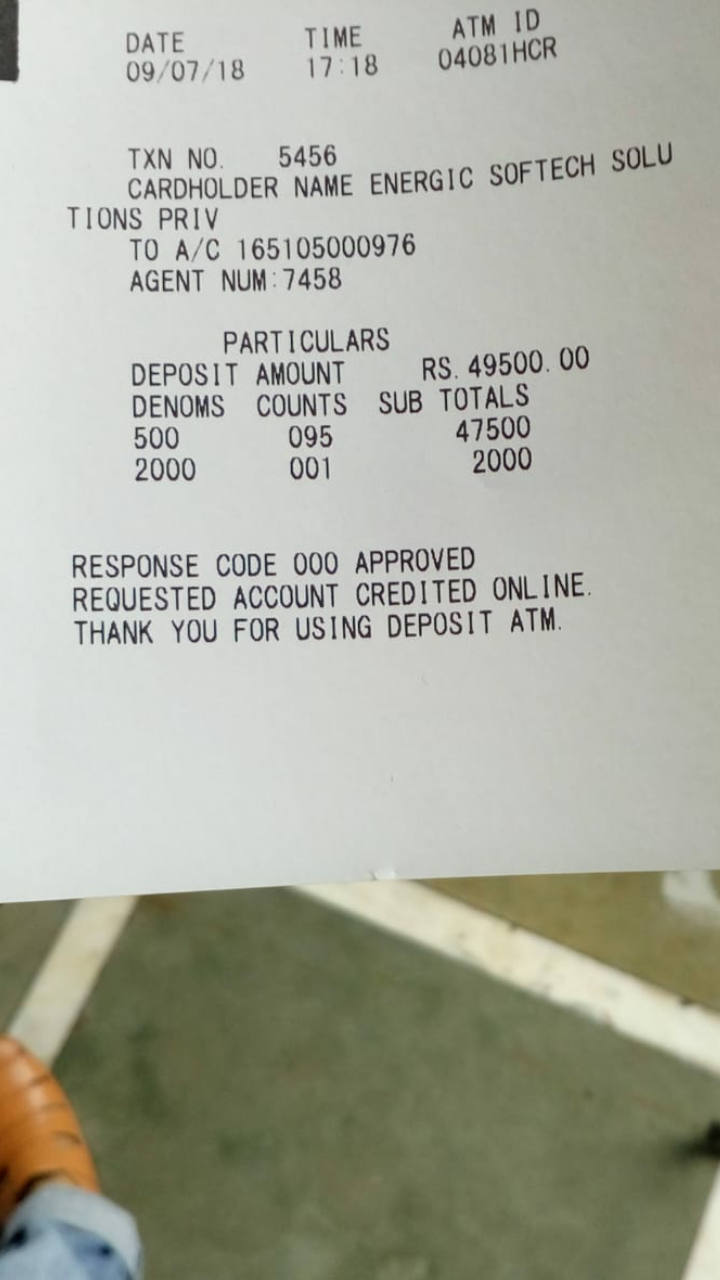 DATE TIME ATM ID
09/07/18 17:18 04081HCR
TXN NO. 5456
CARDHOLDER NAME ENERGIC SOFTECH SOLU
TIONS PRIV
TO A/C 165105000976
AGENT NUM:7458
PARTICULARS
DEPOSIT AMOUNT RS. 49500.00
DENOMS COUNTS SUB TOTALS
500 095 47500
2000 001 2000
RESPONSE CODE 000 APPROVED
REQUESTED ACCOUNT CREDITED ONLINE.
THANK YOU FOR USING DEPOSIT ATM.